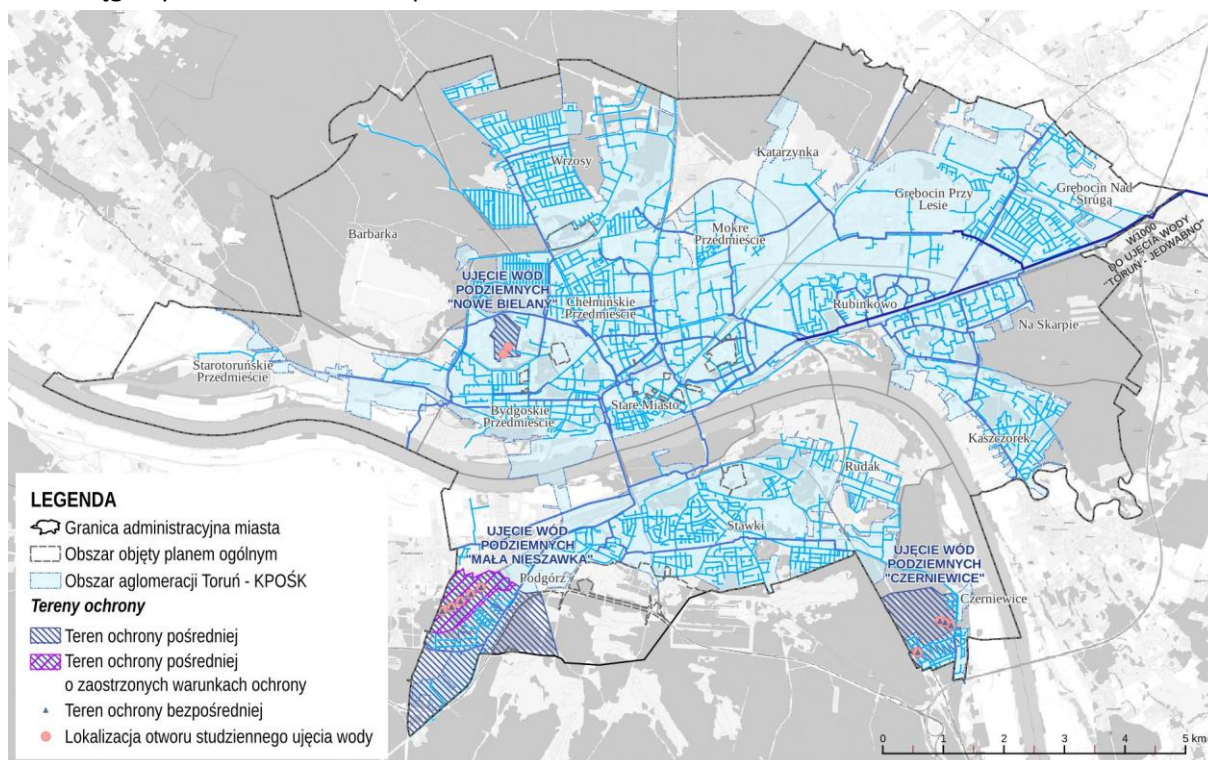 Wrzosy
Katarzynka
Grębocin Przy
Lesie
Grębocin Nad
Strugą
Barbarka
Mokre
Przedmieście
W1000
DO UJĘCIA WODY
"TORUŃ - JEDWABNO"
UJĘCIE WÓD
PODZIEMNYCH
"NOWE BIELANY"
Chełmińskie
Przedmieście
Rubinkowo
Na Skarpie
Starotoruńskie
Przedmieście
Bydgoskie
Przedmieście
Stare Miasto
Kaszczorek
Rudak
Stawki
UJĘCIE WÓD
PODZIEMNYCH
"MAŁA NIESZAWKA"
Podgórz
UJĘCIE WÓD
PODZIEMNYCH
"CZERNIEWICE"
Czerniewice
LEGENDA
Granica administracyjna miasta
Obszar objęty planem ogólnym
Obszar aglomeracji Toruń - KPOŚK
Tereny ochrony
Teren ochrony pośredniej
Teren ochrony pośredniej
o zaostrzonych warunkach ochrony
Teren ochrony bezpośredniej
Lokalizacja otworu studziennego ujęcia wody
0 1 2 3 4 5 km